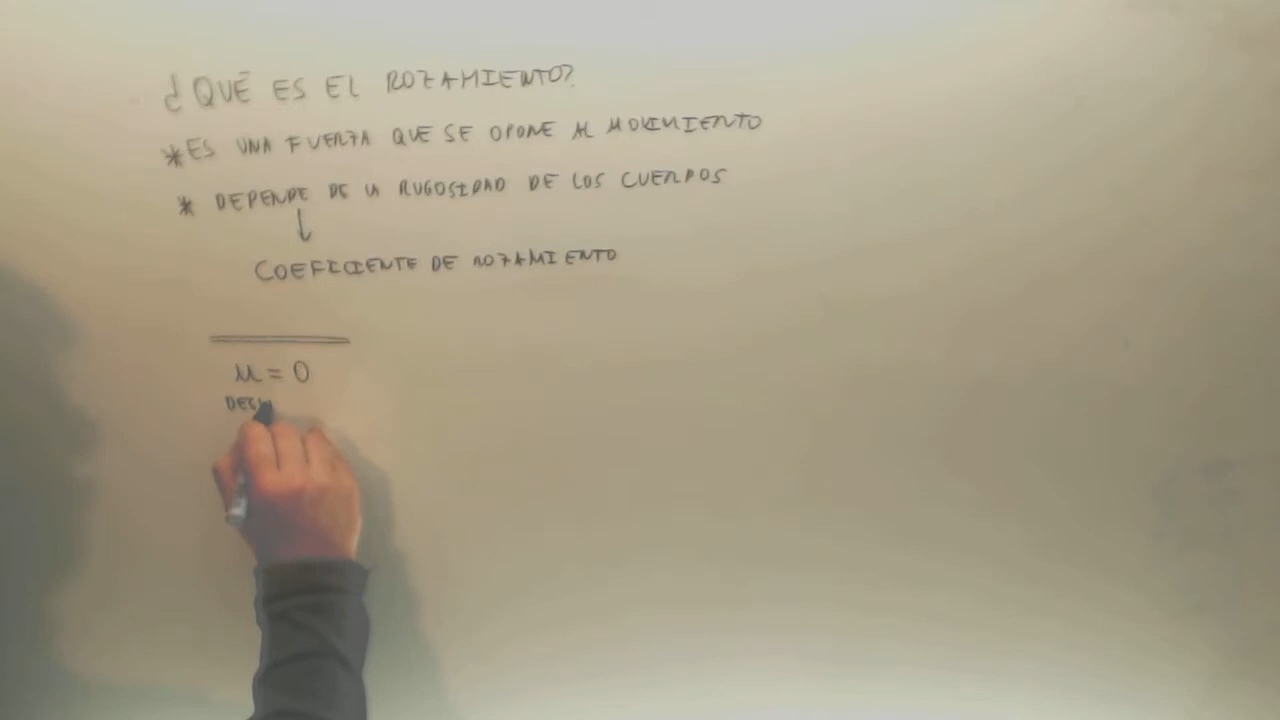 ¿QUÉ ES EL ROZAMIENTO?
* ES UNA FUERZA QUE SE OPONE AL MOVIMIENTO
* DEPENDE DE LA RUGOSIDAD DE LOS CUERPOS
↓
COEFICIENTE DE ROZAMIENTO
μ = 0